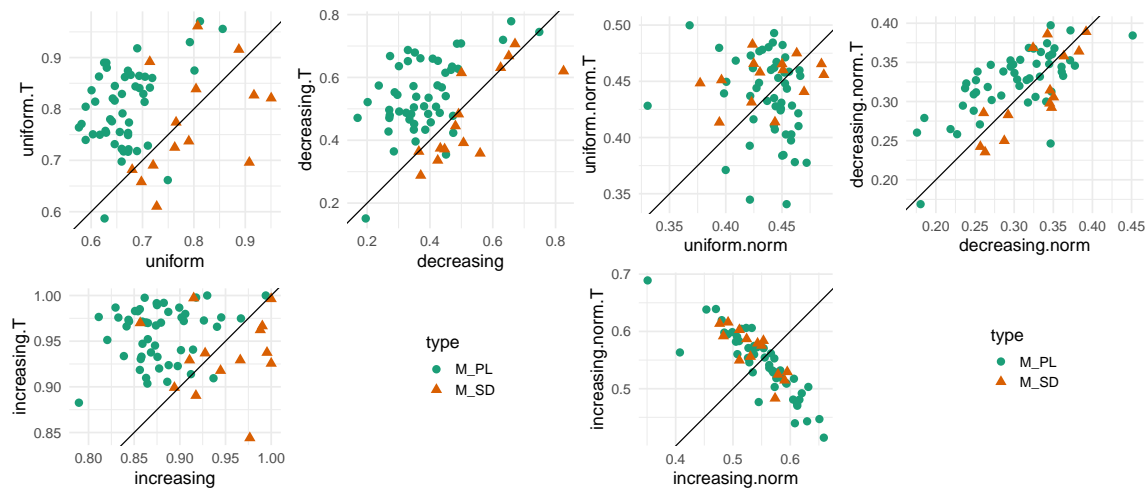 uniform.T
0.9
0.8
0.7
0.6
0.6
0.7
0.8
0.9
uniform
decreasing.T
0.8
0.6
0.4
0.2
0.2
0.4
0.6
0.8
decreasing
uniform.norm.T
0.50
0.45
0.40
0.35
0.35
0.40
0.45
uniform.norm
decreasing.norm.T
0.40
0.35
0.30
0.25
0.20
0.20
0.25
0.30
0.35
0.40
0.45
decreasing.norm
increasing.T
1.00
0.95
0.90
0.85
0.80
0.85
0.90
0.95
1.00
increasing
type
M_PL
M_SD
increasing.norm.T
0.7
0.6
0.5
0.4
0.4
0.5
0.6
increasing.norm
type
M_PL
M_SD